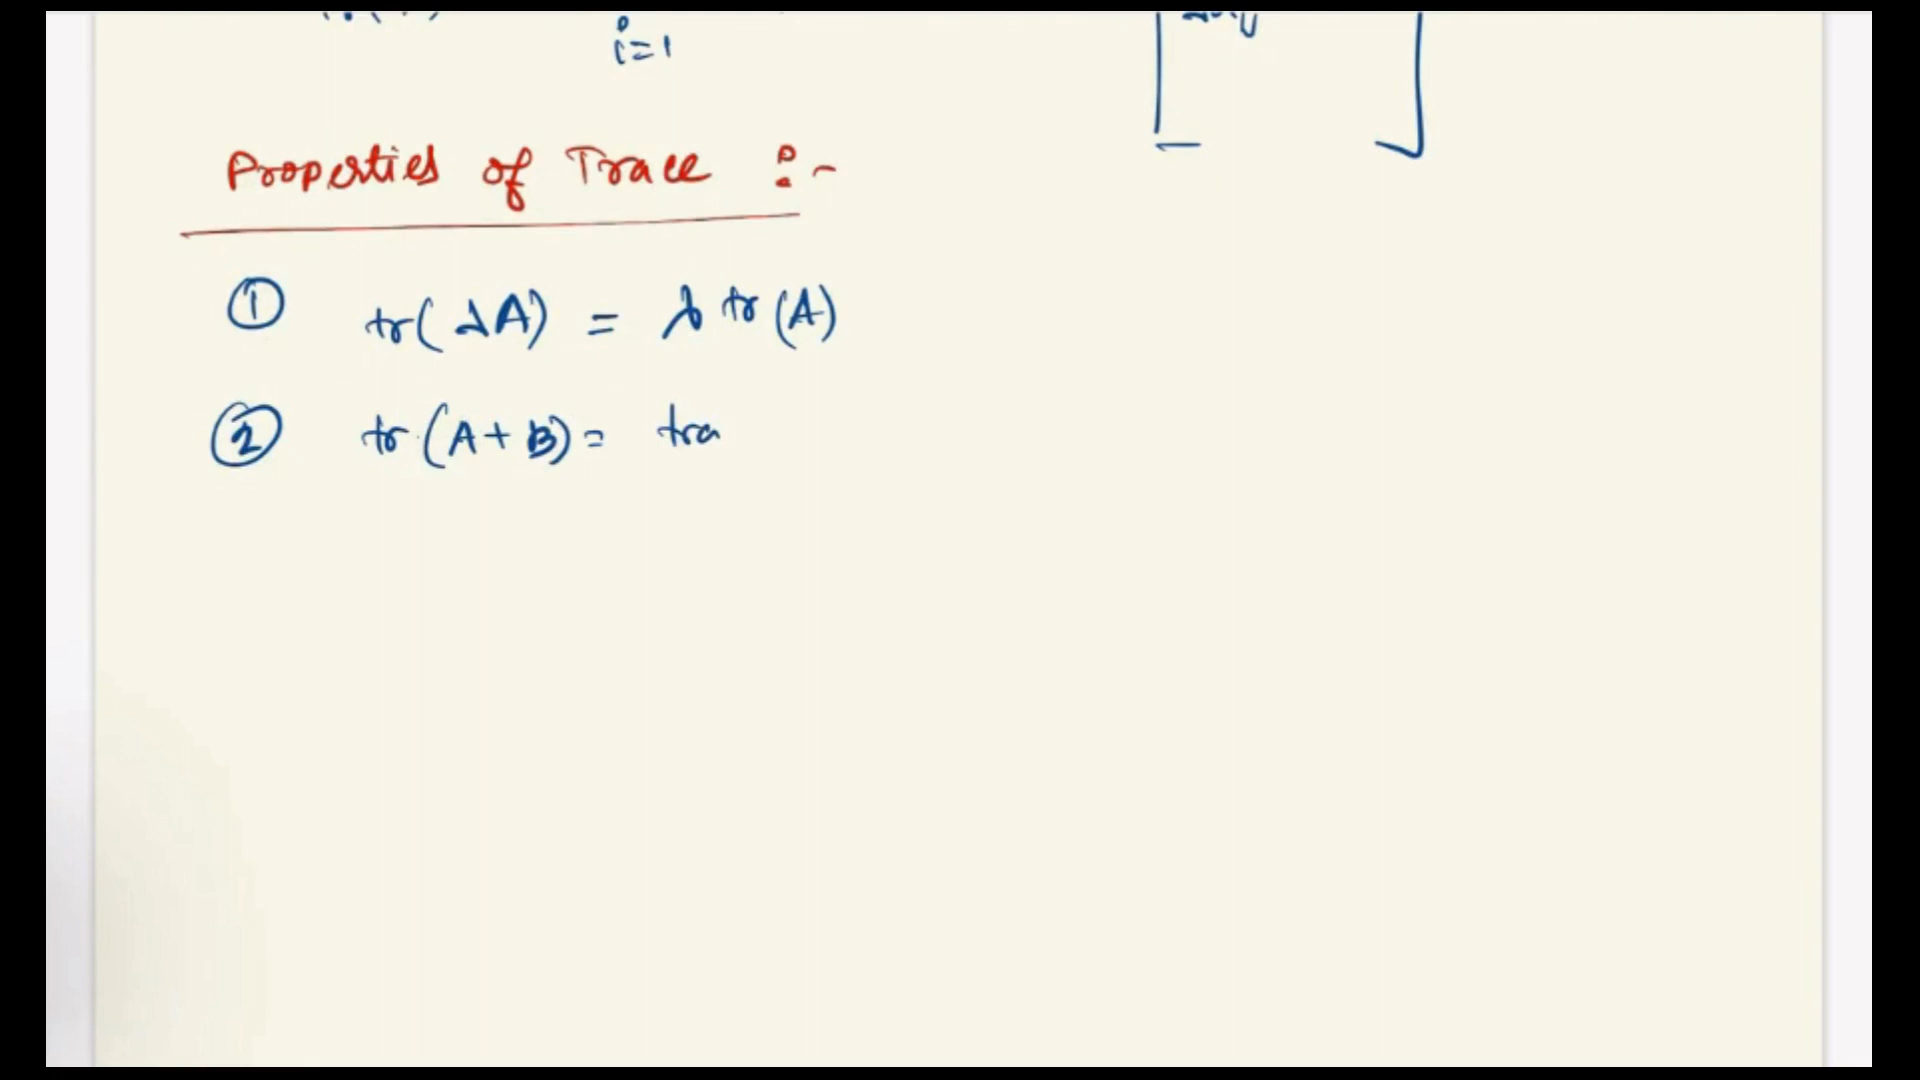 i=1
Properties of Trace :-
① tr(λA) = λ tr(A)
② tr(A+B) = tra